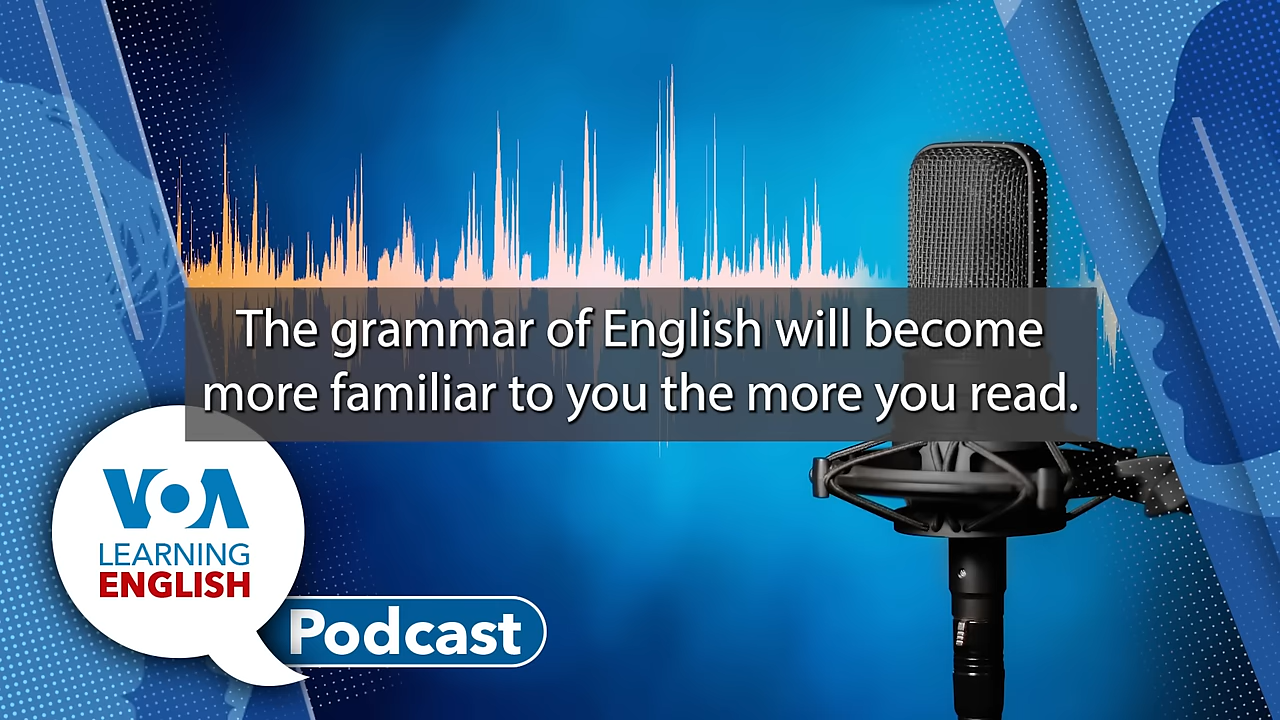 The grammar of English will become
more familiar to you the more you read.
VOA
LEARNING
ENGLISH
Podcast